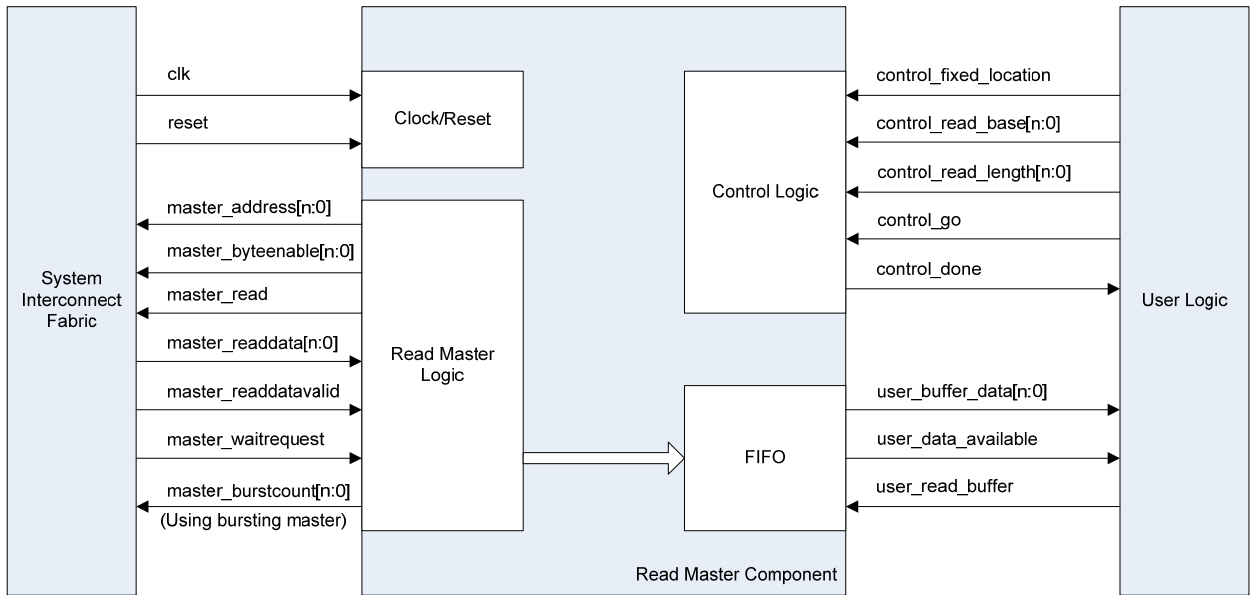 clk
reset
master_address[n:0]
master_byteenable[n:0]
master_read
master_readdata[n:0]
master_readdatavalid
master_waitrequest
master_burstcount[n:0]
(Using bursting master)
System
Interconnect
Fabric
Clock/Reset
Read Master
Logic
Control Logic
FIFO
Read Master Component
control_fixed_location
control_read_base[n:0]
control_read_length[n:0]
control_go
control_done
user_buffer_data[n:0]
user_data_available
user_read_buffer
User Logic